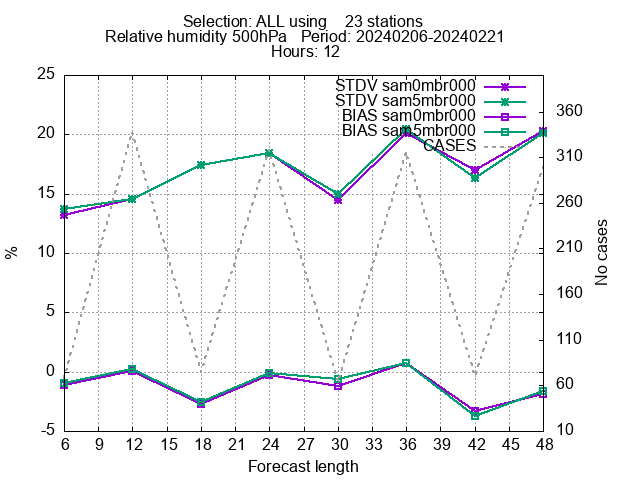 Selection: ALL using    23 stations
Relative humidity 500hPa   Period: 20240206-20240221
Hours: 12
STDV sam0mbr000
STDV sam5mbr000
BIAS sam0mbr000
BIAS sam5mbr000
CASES
25
20
15
10
5
0
-5
%
360
310
260
210
160
110
60
10
No cases
6 9 12 15 18 21 24 27 30 33 36 39 42 45 48
Forecast length